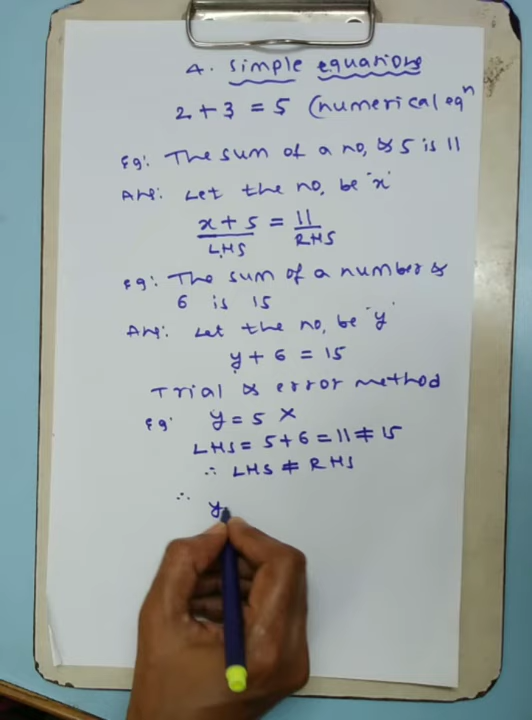 4. Simple equations
2 + 3 = 5 (numerical eqn
Eg: The sum of a no, & 5 is 11
Ans: Let the no, be "x"
x + 5 = 11
LHS RHS
Eg: The sum of a number &
6 is 15
Ans: Let the no, be "y"
y + 6 = 15
Trial & error method
Eg: y = 5 ×
LHS = 5 + 6 = 11 ≠ 15
∴ LHS ≠ RHS
∴ y